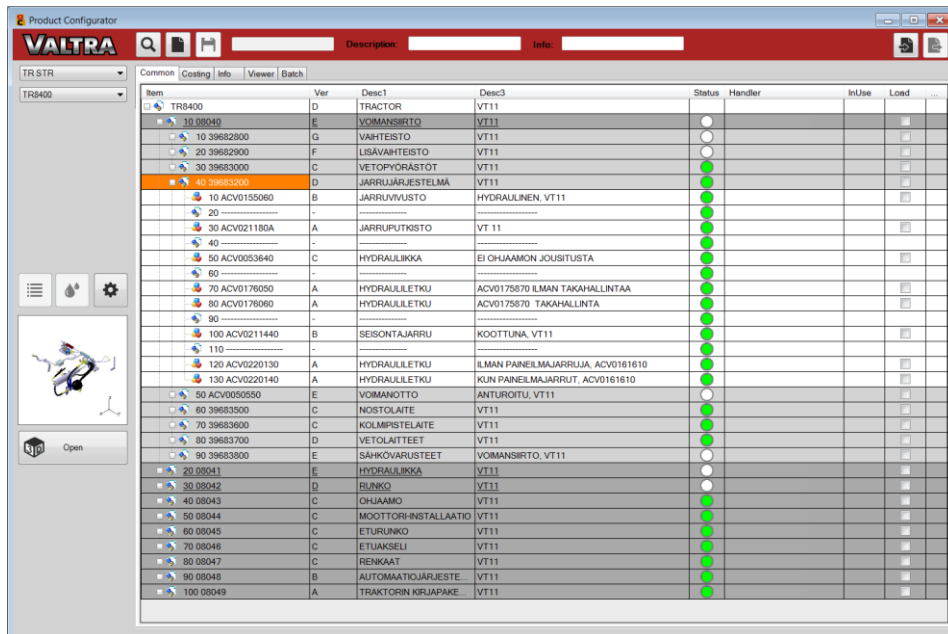 Product Configurator
VALTRA Description: Info:
TR STR
TR8400
Common Costing Info Viewer Batch
Item Ver Desc1 Desc3 Status Handler InUse Load ...
TR8400 D TRACTOR VT11
10 08040 E VOIMANSIIRTO VT11
10 39682800 G VAIHTEISTO VT11
20 39682900 F LISÄVAIHTEISTO VT11
30 39683000 C VETOPYÖRÄSTÖT VT11
40 39683200 D JARRUJÄRJESTELMÄ VT11
10 ACV0155060 B JARRUVIVUSTO HYDRAULINEN, VT11
20 ------------------ - --------------- ------------------
30 ACV021180A A JARRUPUTKISTO VT 11
40 ------------------ - --------------- ------------------
50 ACV0053640 C HYDRAULIIKKA EI OHJAAMON JOUSITUSTA
60 ------------------ - --------------- ------------------
70 ACV0176050 A HYDRAULILETKU ACV0175870 ILMAN TAKAHALLINTAA
80 ACV0176060 A HYDRAULILETKU ACV0175870 TAKAHALLINTA
90 ------------------ - --------------- ------------------
100 ACV0211440 B SEISONTAJARRU KOOTTUNA, VT11
110 ------------------ - --------------- ------------------
120 ACV0220130 A HYDRAULILETKU ILMAN PAINEILMAJARRUJA, ACV0161610
130 ACV0220140 A HYDRAULILETKU KUN PAINEILMAJARRUT, ACV0161610
50 ACV0050550 E VOIMANOTTO ANTUROITU, VT11
60 39683500 C NOSTOLAITE VT11
70 39683600 C KOLMIPISTELAITE VT11
80 39683700 D VETOLAITTEET VT11
90 39683800 E SÄHKÖVARUSTEET VOIMANSIIRTO, VT11
20 08041 E HYDRAULIIKKA VT11
30 08042 D RUNKO VT11
40 08043 C OHJAAMO VT11
50 08044 C MOOTTORI-INSTALLAATIO VT11
60 08045 C ETURUNKO VT11
70 08046 C ETUAKSELI VT11
80 08047 C RENKAAT VT11
90 08048 B AUTOMAATIOJÄRJESTE... VT11
100 08049 A TRAKTORIN KIRJAPAKE... VT11
3D Open